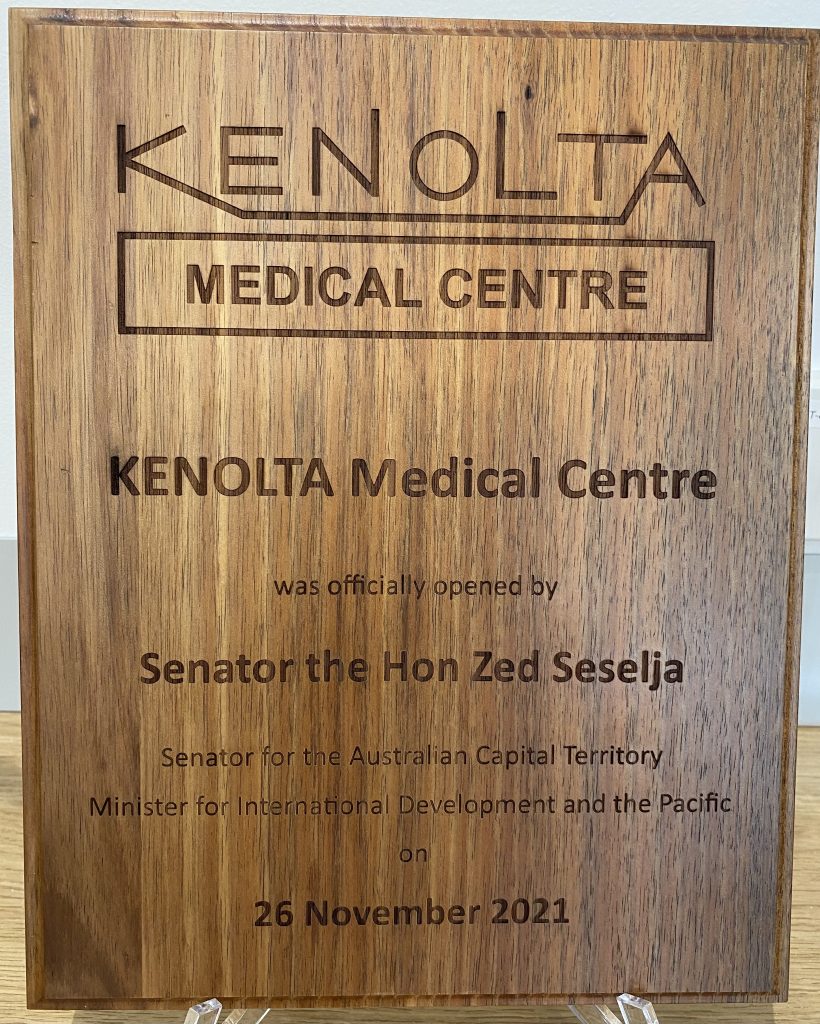 KENOLTA
MEDICAL CENTRE
KENOLTA Medical Centre
was officially opened by
Senator the Hon Zed Seselja
Senator for the Australian Capital Territory
Minister for International Development and the Pacific
on
26 November 2021